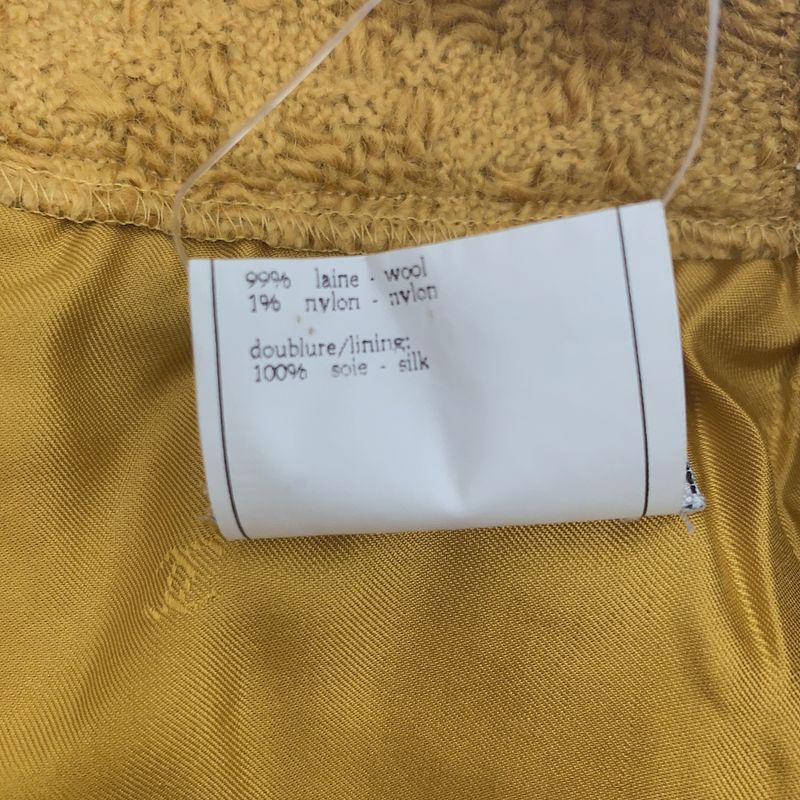 99% laine - wool
1% nylon - nylon
doublure/lining:
100% soie - silk